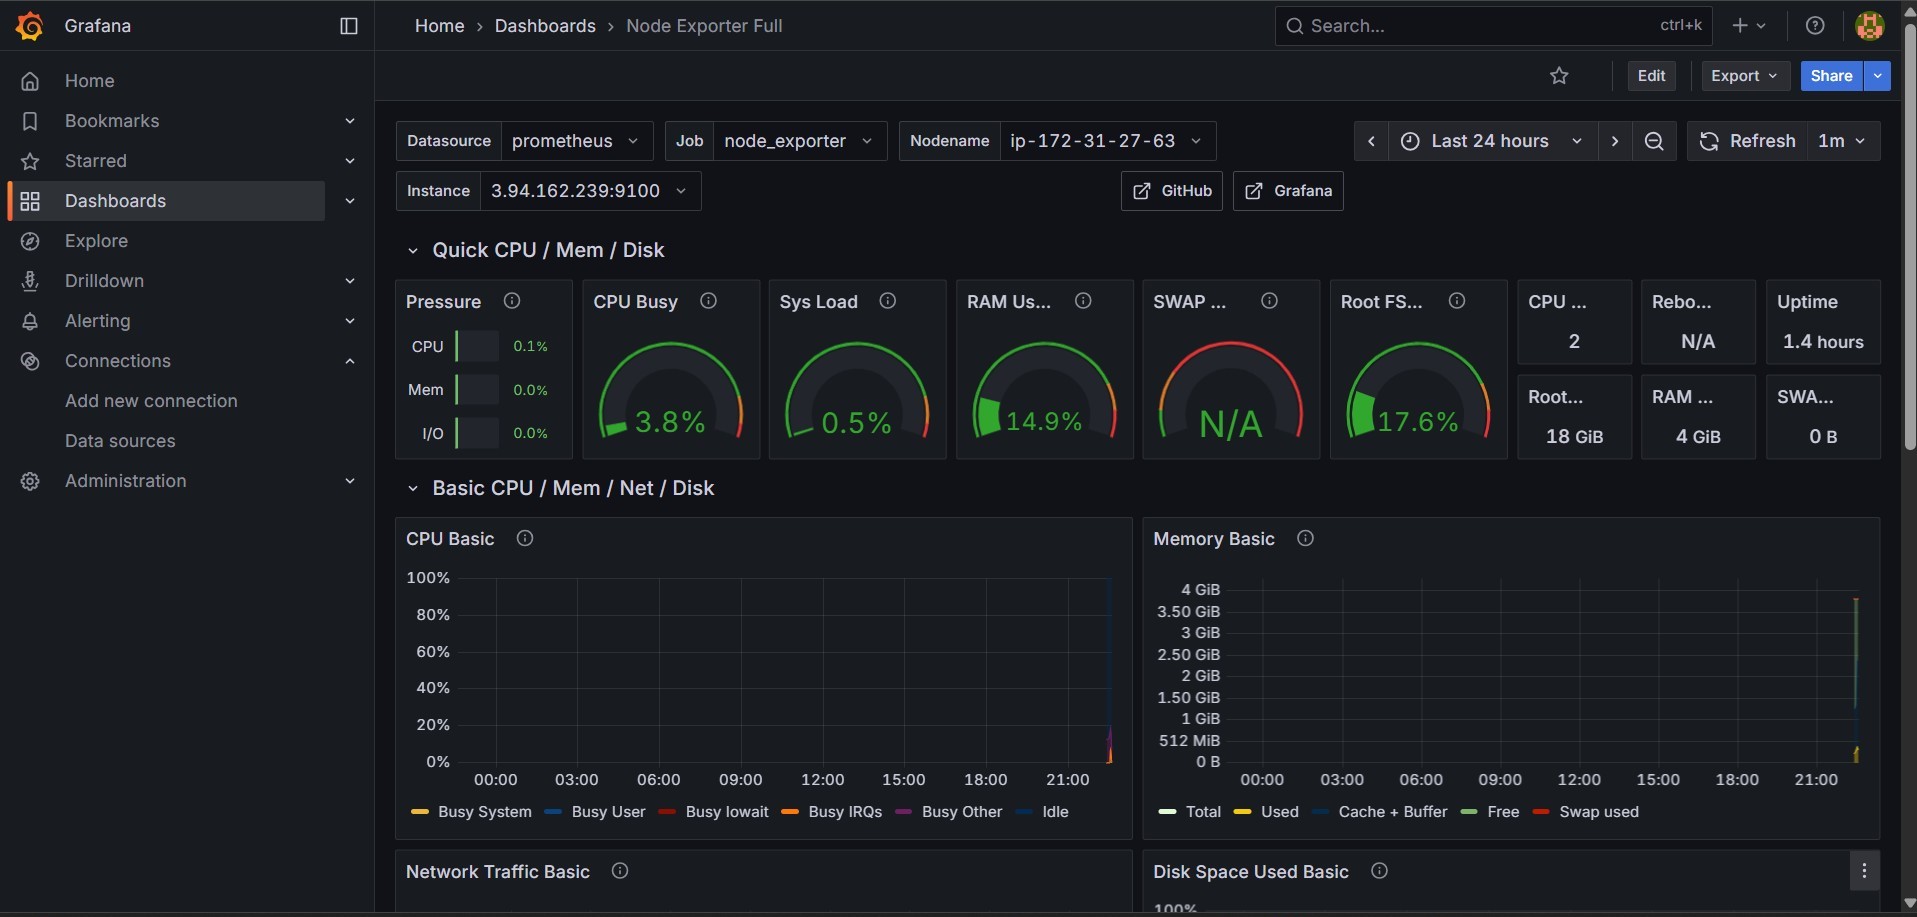 Grafana
Home › Dashboards › Node Exporter Full
Search...
ctrl+k
Home
Bookmarks
Starred
Dashboards
Explore
Drilldown
Alerting
Connections
Add new connection
Data sources
Administration
Edit
Export
Share
Datasource prometheus
Job node_exporter
Nodename ip-172-31-27-63
Last 24 hours
Refresh 1m
Instance 3.94.162.239:9100
GitHub
Grafana
Quick CPU / Mem / Disk
Pressure
CPU 0.1%
Mem 0.0%
I/O 0.0%
CPU Busy
3.8%
Sys Load
0.5%
RAM Us...
14.9%
SWAP ...
N/A
Root FS...
17.6%
CPU ...
2
Rebo...
N/A
Uptime
1.4 hours
Root...
18 GiB
RAM ...
4 GiB
SWA...
0 B
Basic CPU / Mem / Net / Disk
CPU Basic
100%
80%
60%
40%
20%
0%
00:00 03:00 06:00 09:00 12:00 15:00 18:00 21:00
Busy System Busy User Busy Iowait Busy IRQs Busy Other Idle
Memory Basic
4 GiB
3.50 GiB
3 GiB
2.50 GiB
2 GiB
1.50 GiB
1 GiB
512 MiB
0 B
00:00 03:00 06:00 09:00 12:00 15:00 18:00 21:00
Total Used Cache + Buffer Free Swap used
Network Traffic Basic
Disk Space Used Basic
100%